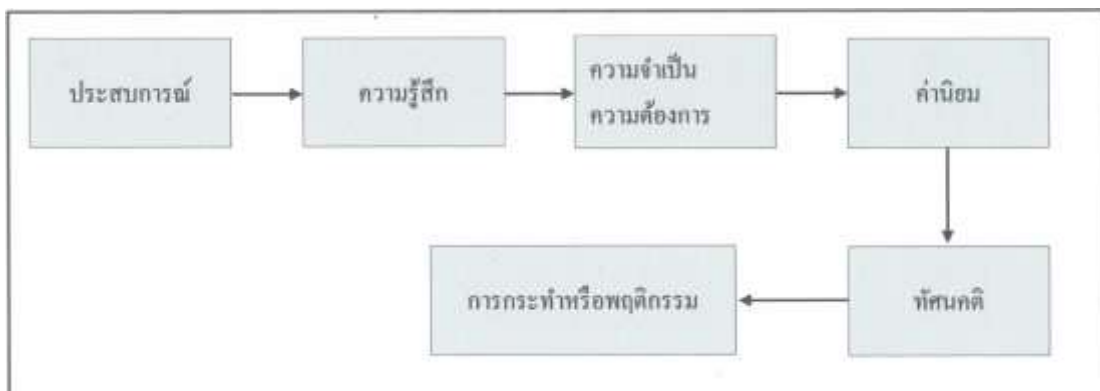 ประสบการณ์
ความรู้สึก
ความจำเป็น
ความต้องการ
ค่านิยม
ทัศนคติ
การกระทำหรือพฤติกรรม